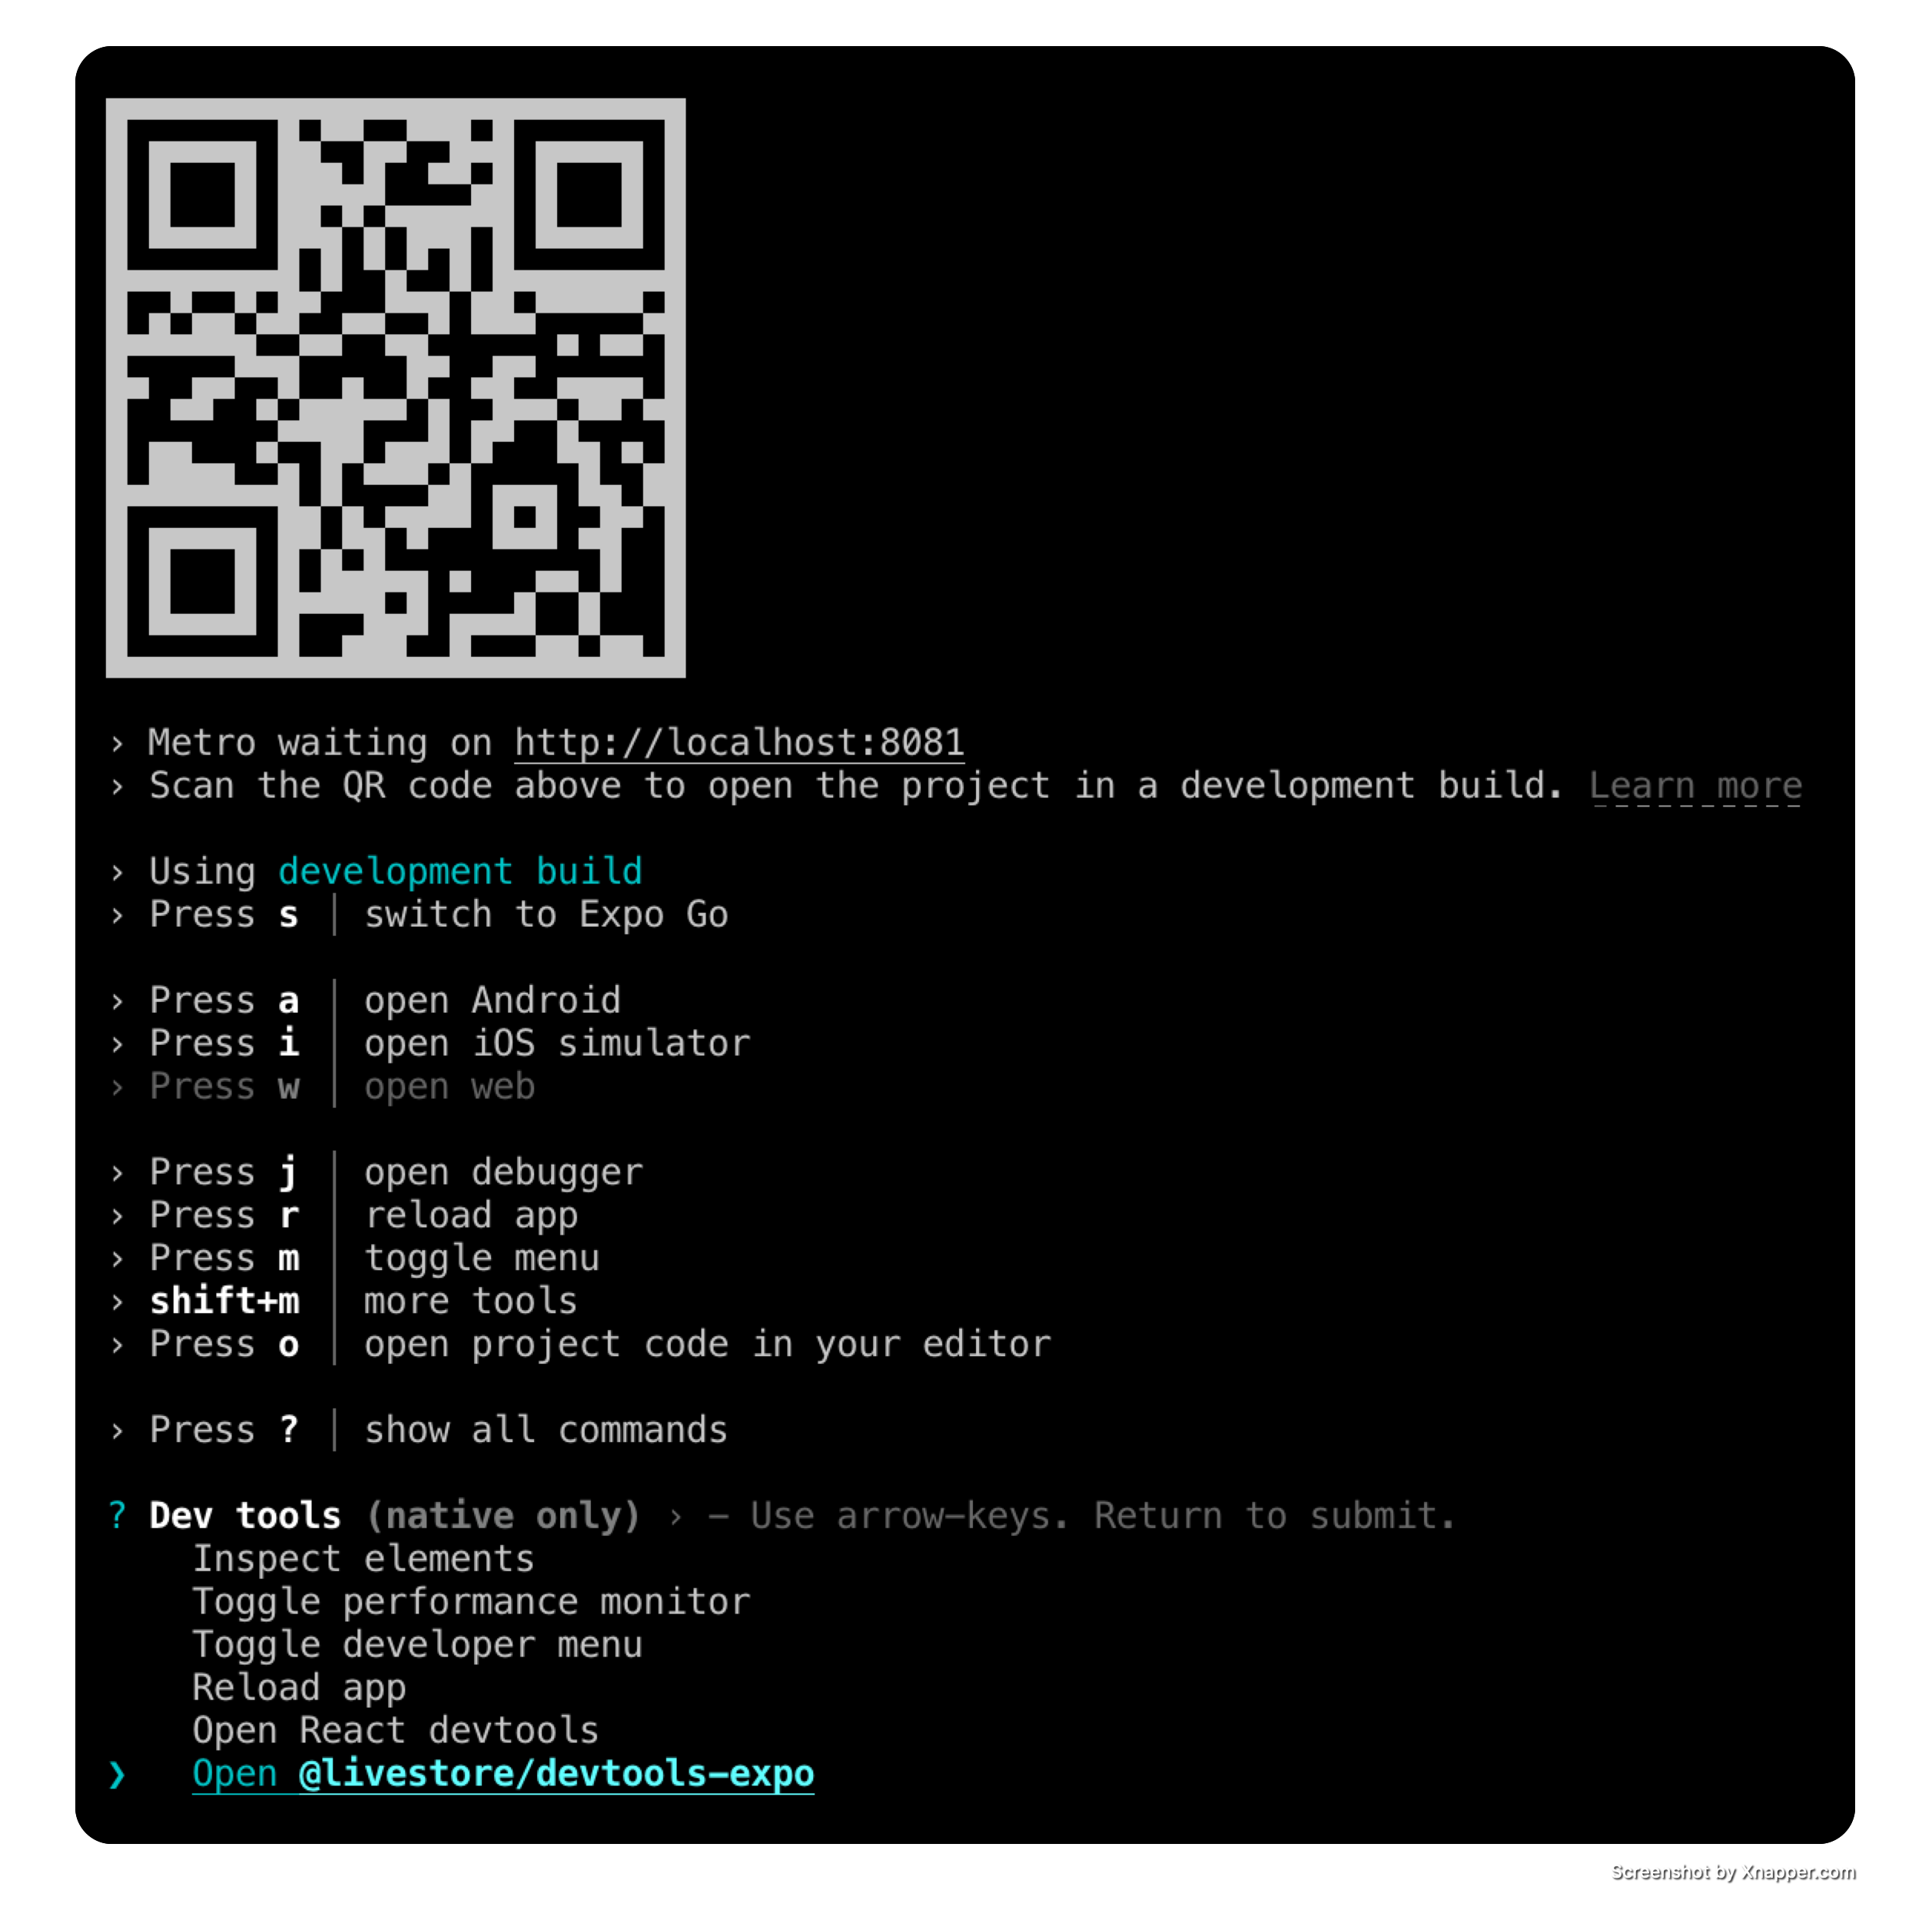 › Metro waiting on http://localhost:8081
› Scan the QR code above to open the project in a development build. Learn more
› Using development build
› Press s │ switch to Expo Go
› Press a │ open Android
› Press i │ open iOS simulator
› Press w │ open web
› Press j │ open debugger
› Press r │ reload app
› Press m │ toggle menu
› shift+m │ more tools
› Press o │ open project code in your editor
› Press ? │ show all commands
? Dev tools (native only) › – Use arrow-keys. Return to submit.
Inspect elements
Toggle performance monitor
Toggle developer menu
Reload app
Open React devtools
❯ Open @livestore/devtools-expo
Screenshot by Xnapper.com